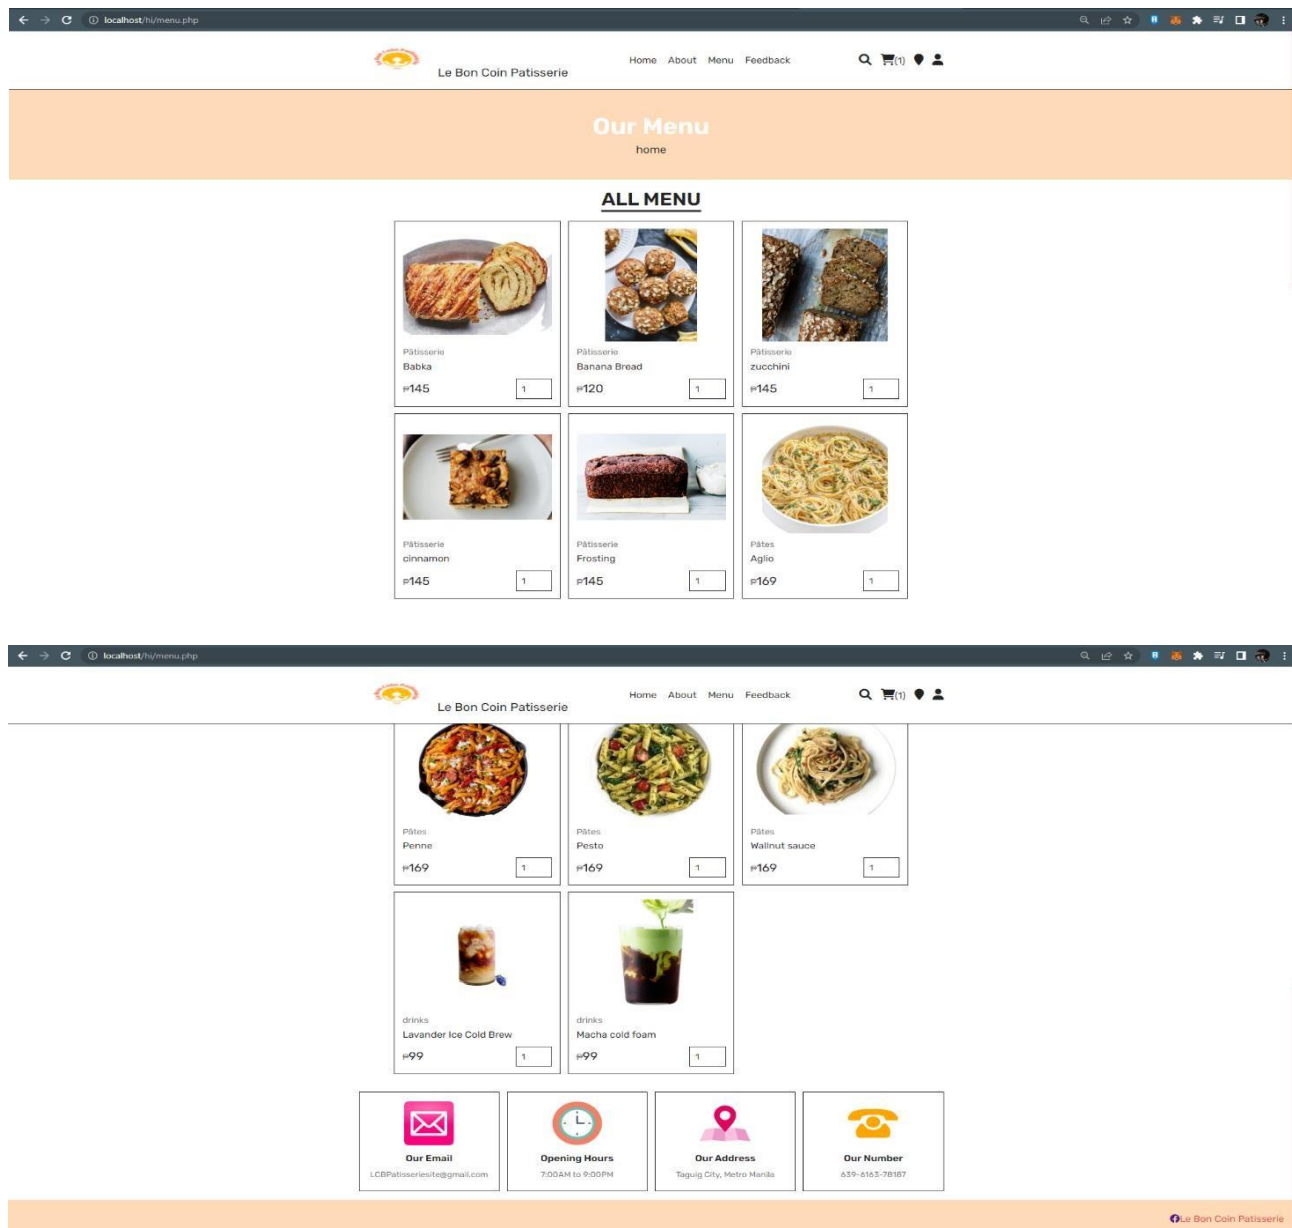 localhost/hi/menu.php
Le Bon Coin Patisserie
Home About Menu Feedback
(1)
Our Menu
home
ALL MENU
Pâtisserie Pâtisserie Pâtisserie
Babka Banana Bread zucchini
₱145 1 ₱120 1 ₱145 1
Pâtisserie Pâtisserie Pâtes
cinnamon Frosting Aglio
₱145 1 ₱145 1 ₱169 1
localhost/hi/menu.php
Le Bon Coin Patisserie
Home About Menu Feedback
(1)
Pâtes Pâtes Pâtes
Penne Pesto Wallnut sauce
₱169 1 ₱169 1 ₱169 1
drinks drinks
Lavander Ice Cold Brew Macha cold foam
₱99 1 ₱99 1
Our Email Opening Hours Our Address Our Number
LCBPatisseriesite@gmail.com 7:00AM to 9:00PM Taguig City, Metro Manila 639-6163-78187
Le Bon Coin Patisserie